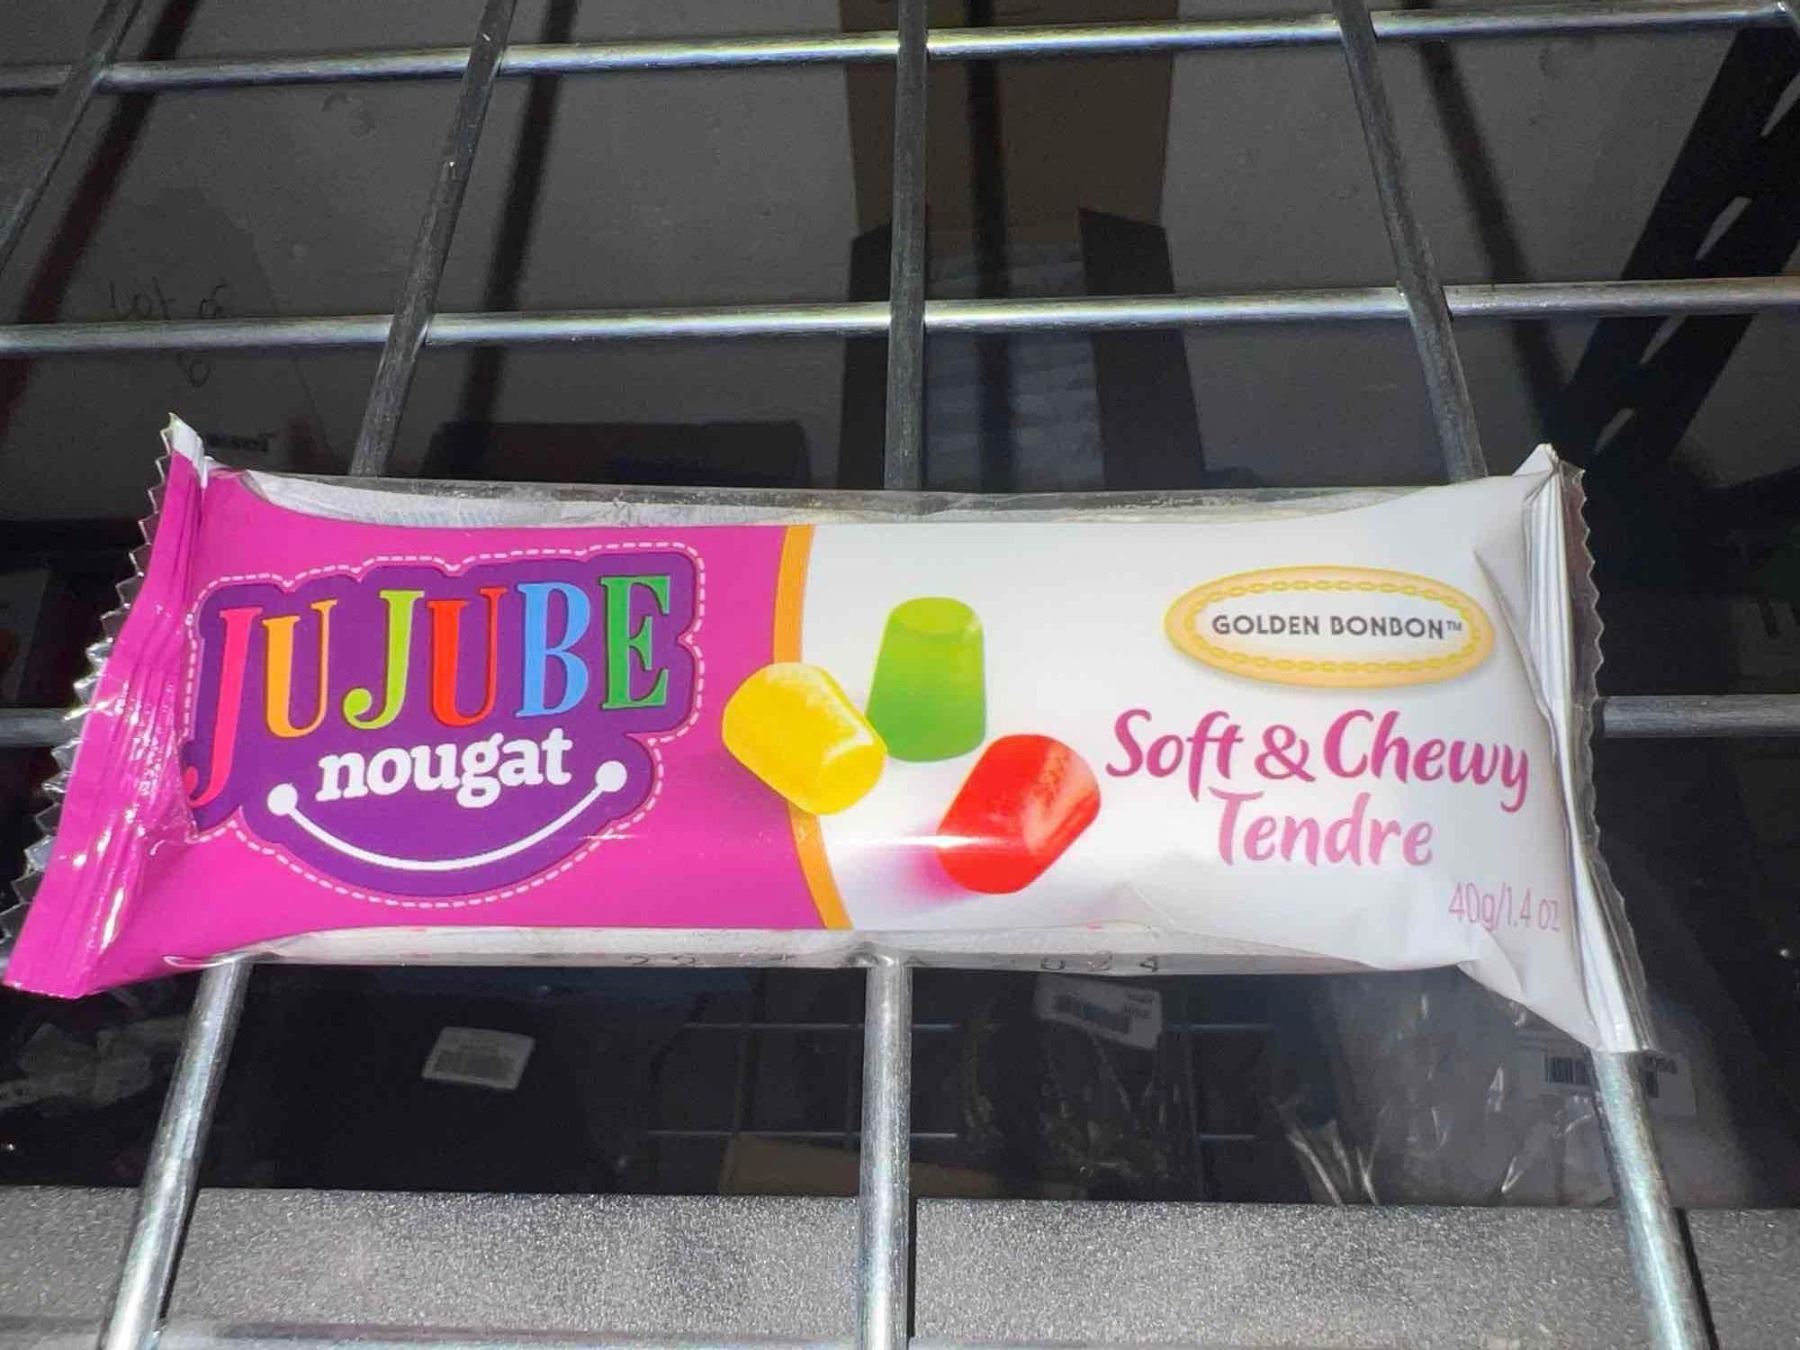 JUJUBE
nougat
GOLDEN BONBON™
Soft & Chewy
Tendre
40g/1.4 oz